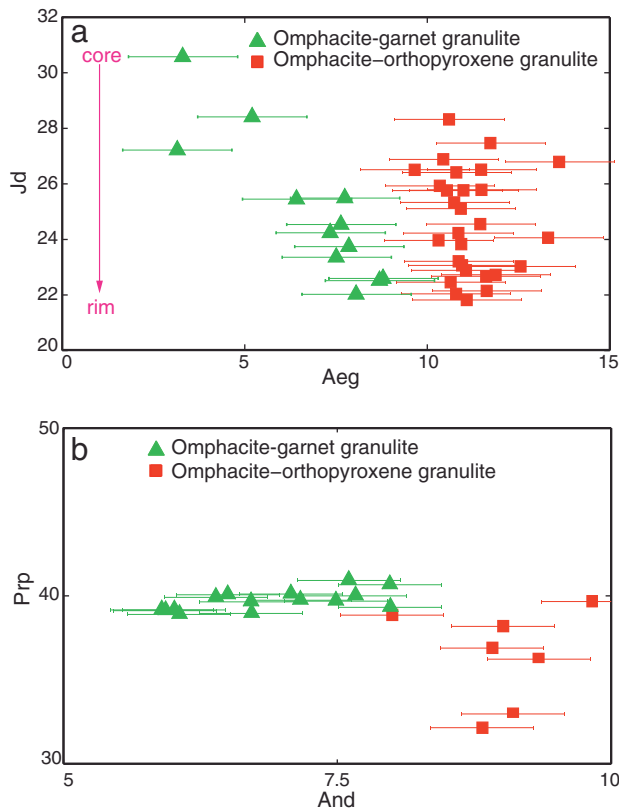 a
Omphacite-garnet granulite
Omphacite–orthopyroxene granulite
core
rim
Jd
32
30
28
26
24
22
20
0
5
10
15
Aeg
b
Omphacite-garnet granulite
Omphacite–orthopyroxene granulite
Prp
50
40
30
5
7.5
10
And